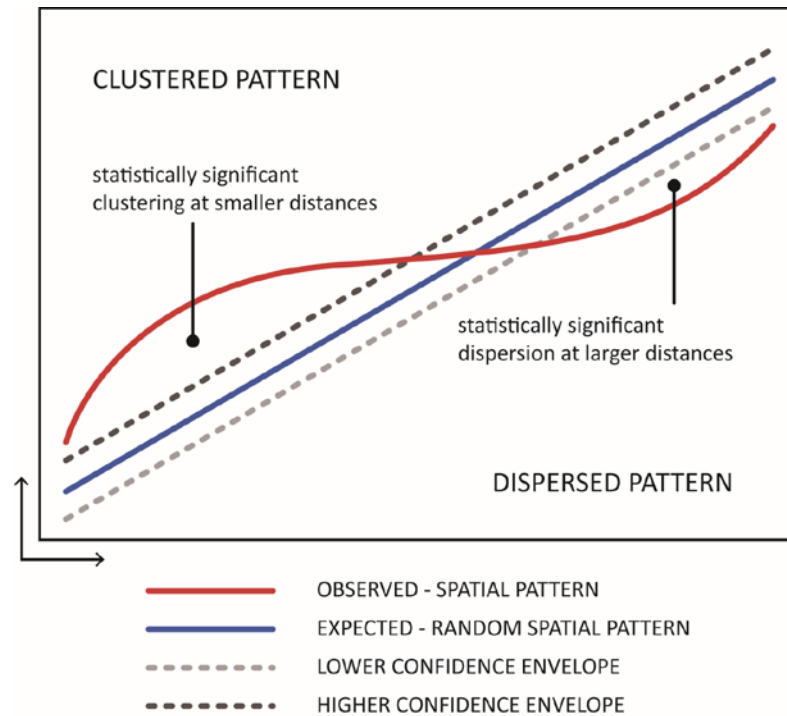 CLUSTERED PATTERN
statistically significant
clustering at smaller distances
statistically significant
dispersion at larger distances
DISPERSED PATTERN
OBSERVED - SPATIAL PATTERN
EXPECTED - RANDOM SPATIAL PATTERN
LOWER CONFIDENCE ENVELOPE
HIGHER CONFIDENCE ENVELOPE